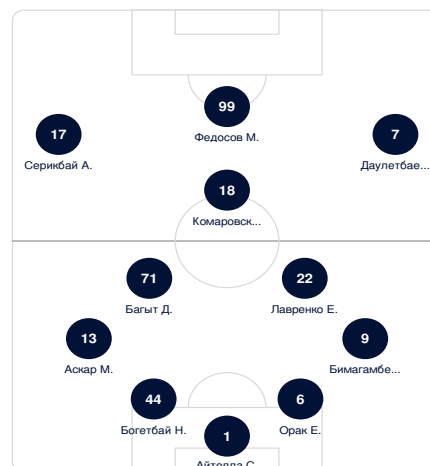 99
Федосов М.
17
Серикбай А.
7
Даулетбае...
18
Комаровск...
71
Багыт Д.
22
Лавренко Е.
13
Аскар М.
9
Бимагамбе...
44
Богетбай Н.
6
Орак Е.
1
Айтолла С.